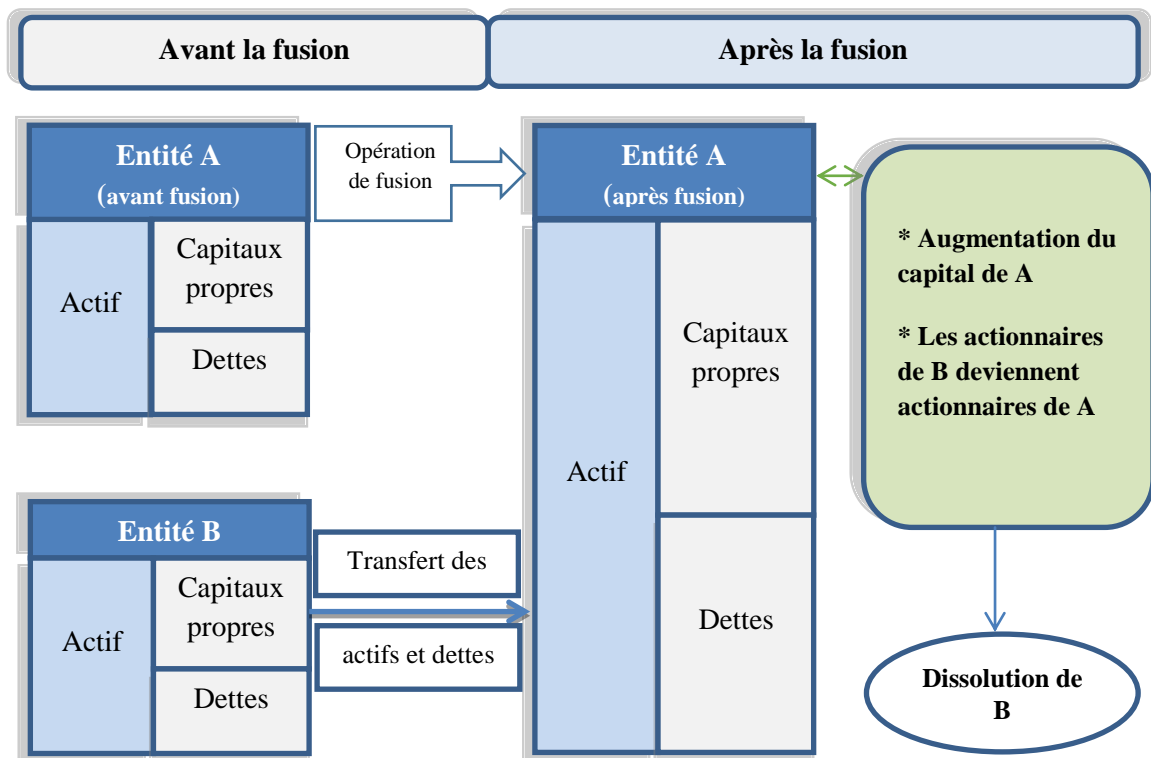 Avant la fusion
Après la fusion
Entité A
(avant fusion)
Actif
Capitaux
propres
Dettes
Opération
de fusion
Entité B
Actif
Capitaux
propres
Dettes
Transfert des
actifs et dettes
Entité A
(après fusion)
Actif
Capitaux
propres
Dettes
* Augmentation du
capital de A
* Les actionnaires
de B deviennent
actionnaires de A
Dissolution de
B